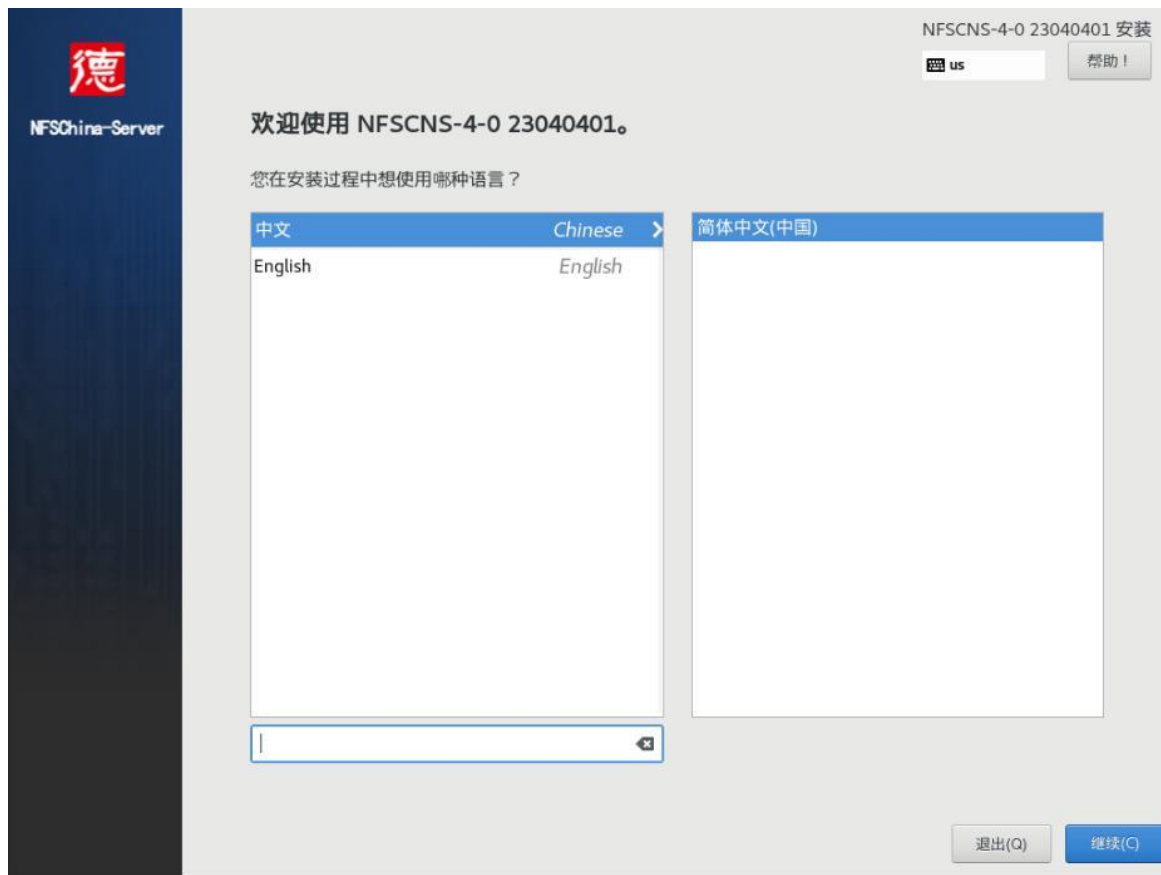 NFSCNS-4-0 23040401 安装
us
帮助！
德
NFSChina-Server
欢迎使用 NFSCNS-4-0 23040401。
您在安装过程中想使用哪种语言？
中文 Chinese
简体中文(中国)
English English
退出(Q)
继续(C)